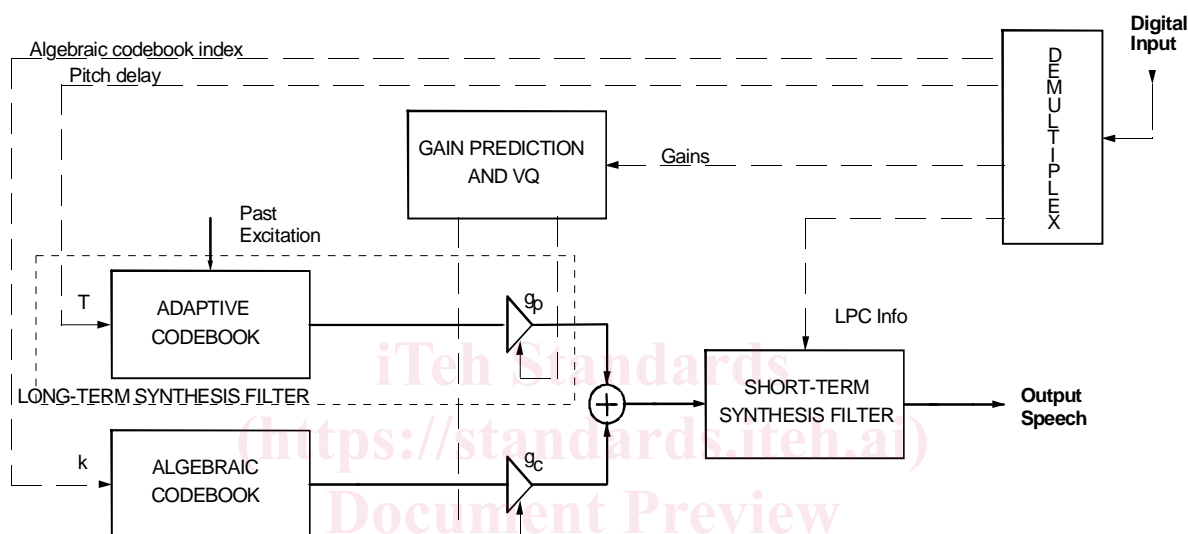 Digital
Input
Algebraic codebook index
Pitch delay
DEMULTIPLEX
GAIN PREDICTION
AND VQ
Gains
Past
Excitation
T
ADAPTIVE
CODEBOOK
gp
LPC Info
iTeh Standards
LONG-TERM SYNTHESIS FILTER
SHORT-TERM
SYNTHESIS FILTER
Output
Speech
(https://standards.iteh.ai)
k
ALGEBRAIC
CODEBOOK
gc
Document Preview